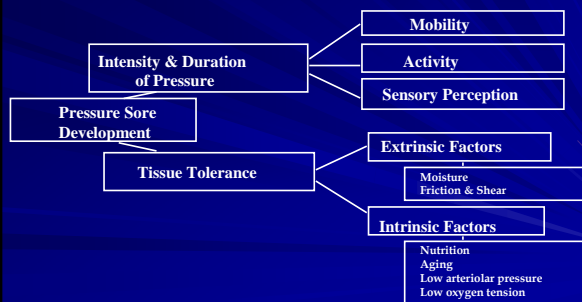 Mobility
Intensity & Duration
of Pressure
Activity
Sensory Perception
Pressure Sore
Development
Tissue Tolerance
Extrinsic Factors
Moisture
Friction & Shear
Intrinsic Factors
Nutrition
Aging
Low arteriolar pressure
Low oxygen tension